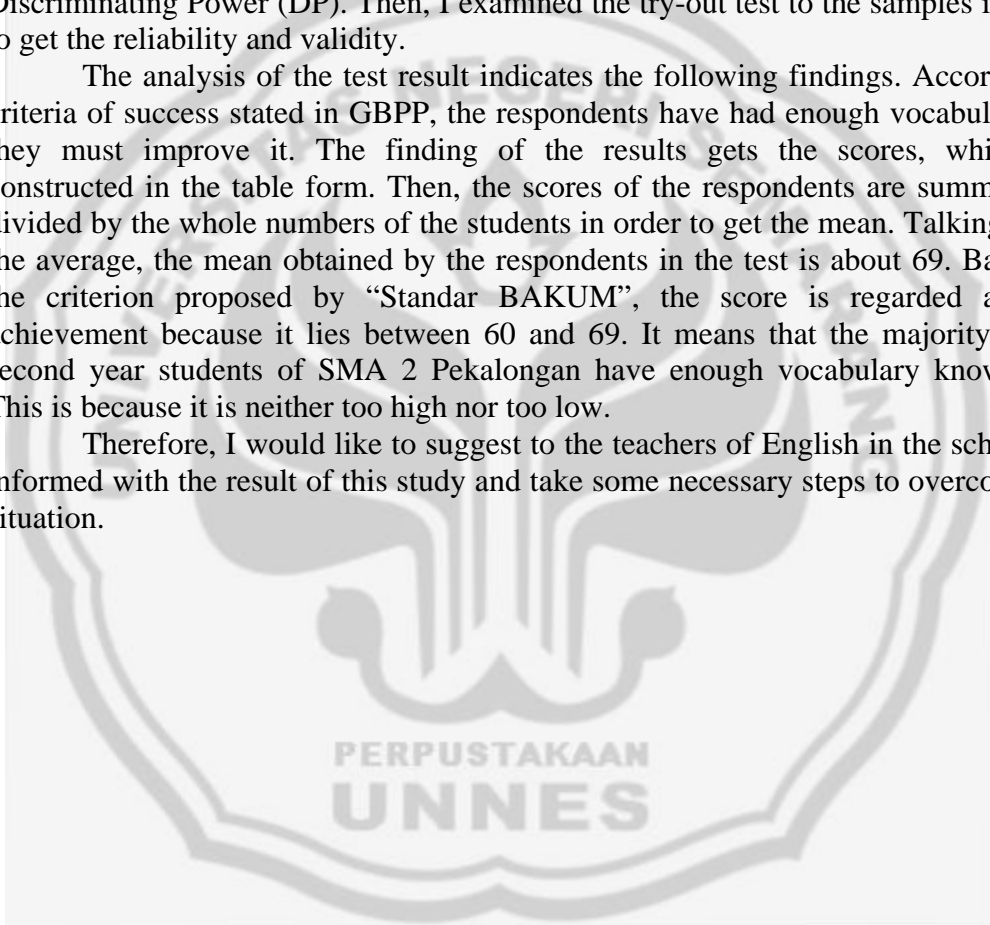 Discriminating Power (DP). Then, I examined the try-out test to the samples
to get the reliability and validity.
The analysis of the test result indicates the following findings.
criteria of success stated in GBPP, the respondents have had enough
they must improve it. The finding of the results gets the scores,
constructed in the table form. Then, the scores of the respondents are
divided by the whole numbers of the students in order to get the mean. Talking
the average, the mean obtained by the respondents in the test is about 69.
the criterion proposed by “Standar BAKUM”, the score is regarded
achievement because it lies between 60 and 69. It means that the majority
second year students of SMA 2 Pekalongan have enough vocabulary
This is because it is neither too high nor too low.
Therefore, I would like to suggest to the teachers of English in the
informed with the result of this study and take some necessary steps to
situation.
UNIVERSITAS NEGERI SEMARANG
PERPUSTAKAAN
UNNES